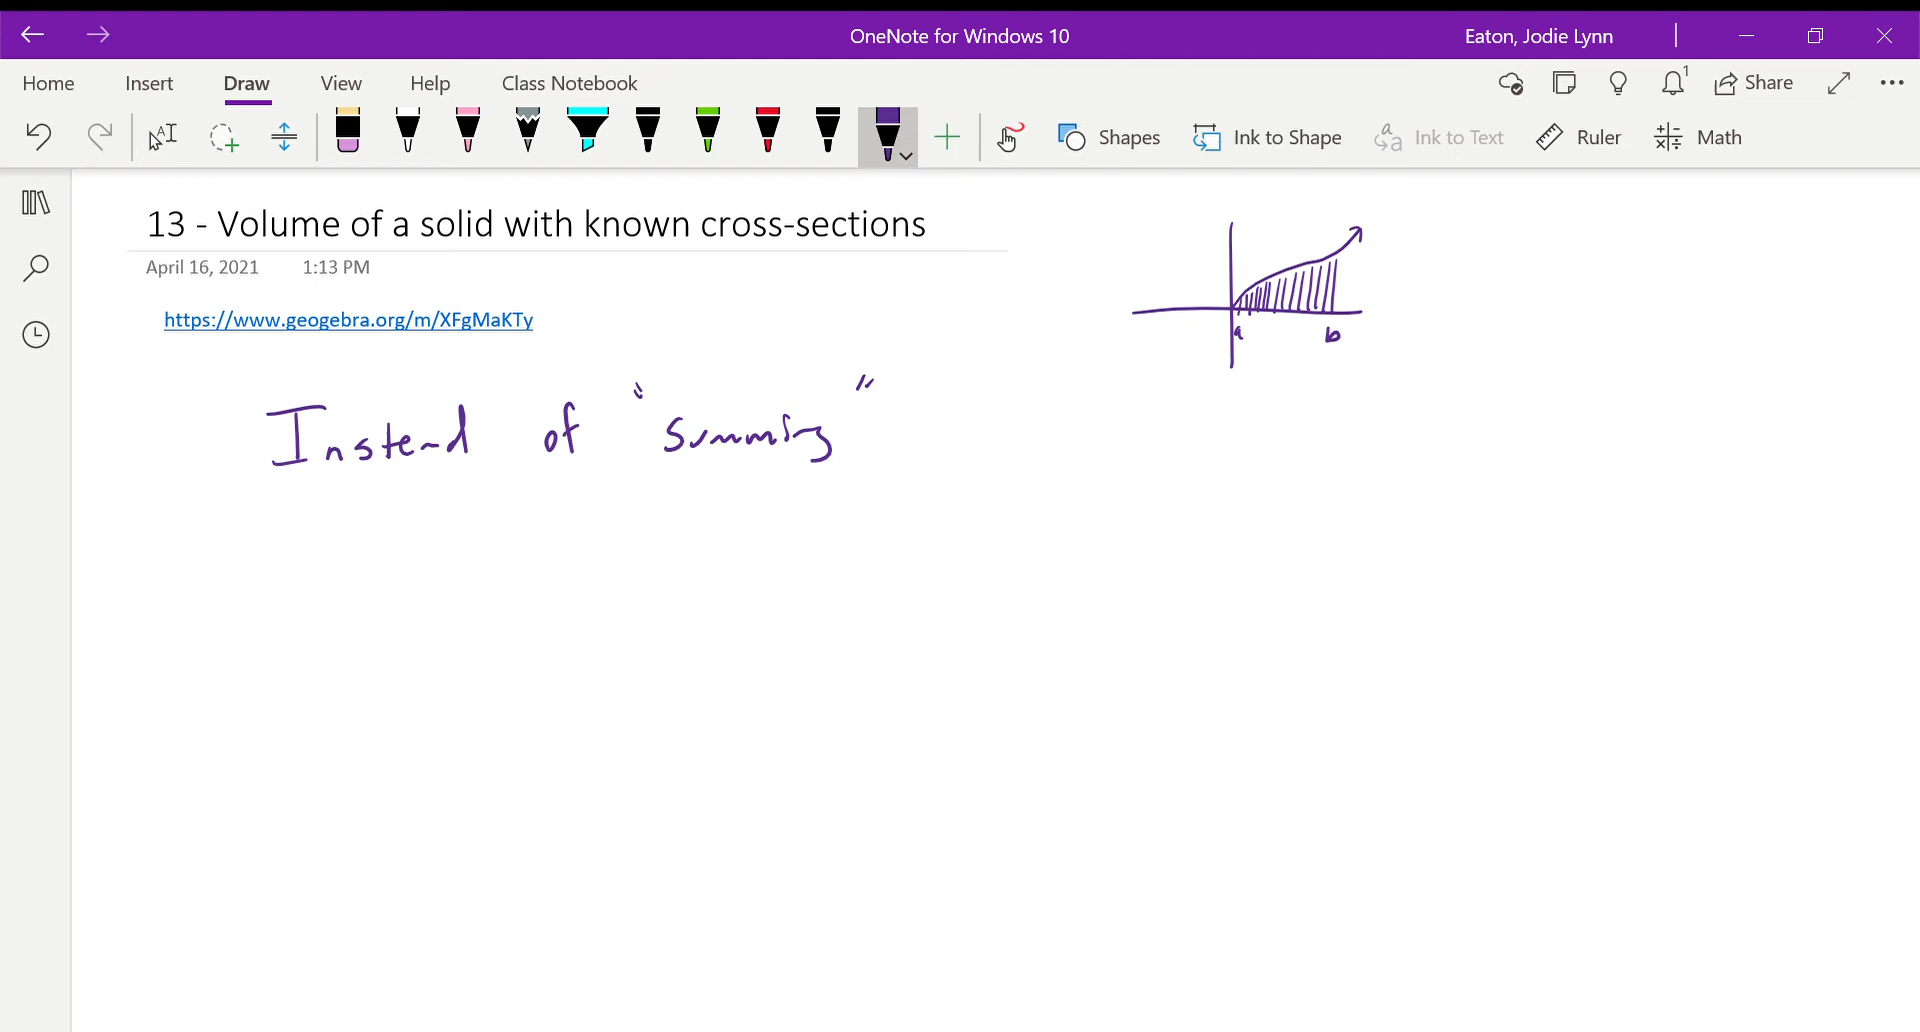 OneNote for Windows 10
Eaton, Jodie Lynn
Home Insert Draw View Help Class Notebook
1 Share
Shapes Ink to Shape Ink to Text Ruler Math
13 - Volume of a solid with known cross-sections
April 16, 2021 1:13 PM
https://www.geogebra.org/m/XFgMaKTy
a b
Instead of "summing"